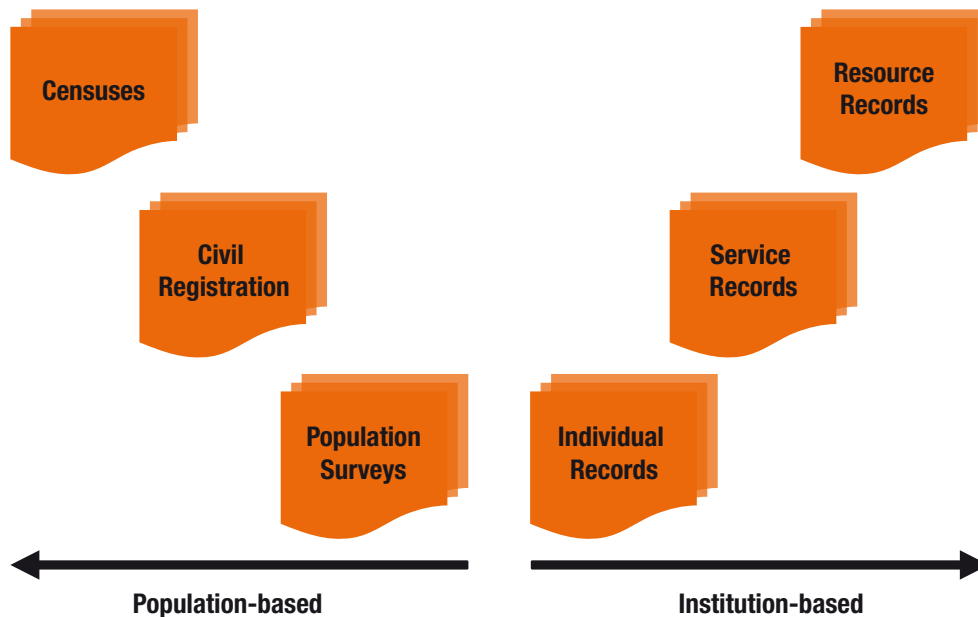 Censuses
Resource
Records
Civil
Registration
Service
Records
Population
Surveys
Individual
Records
Population-based
Institution-based